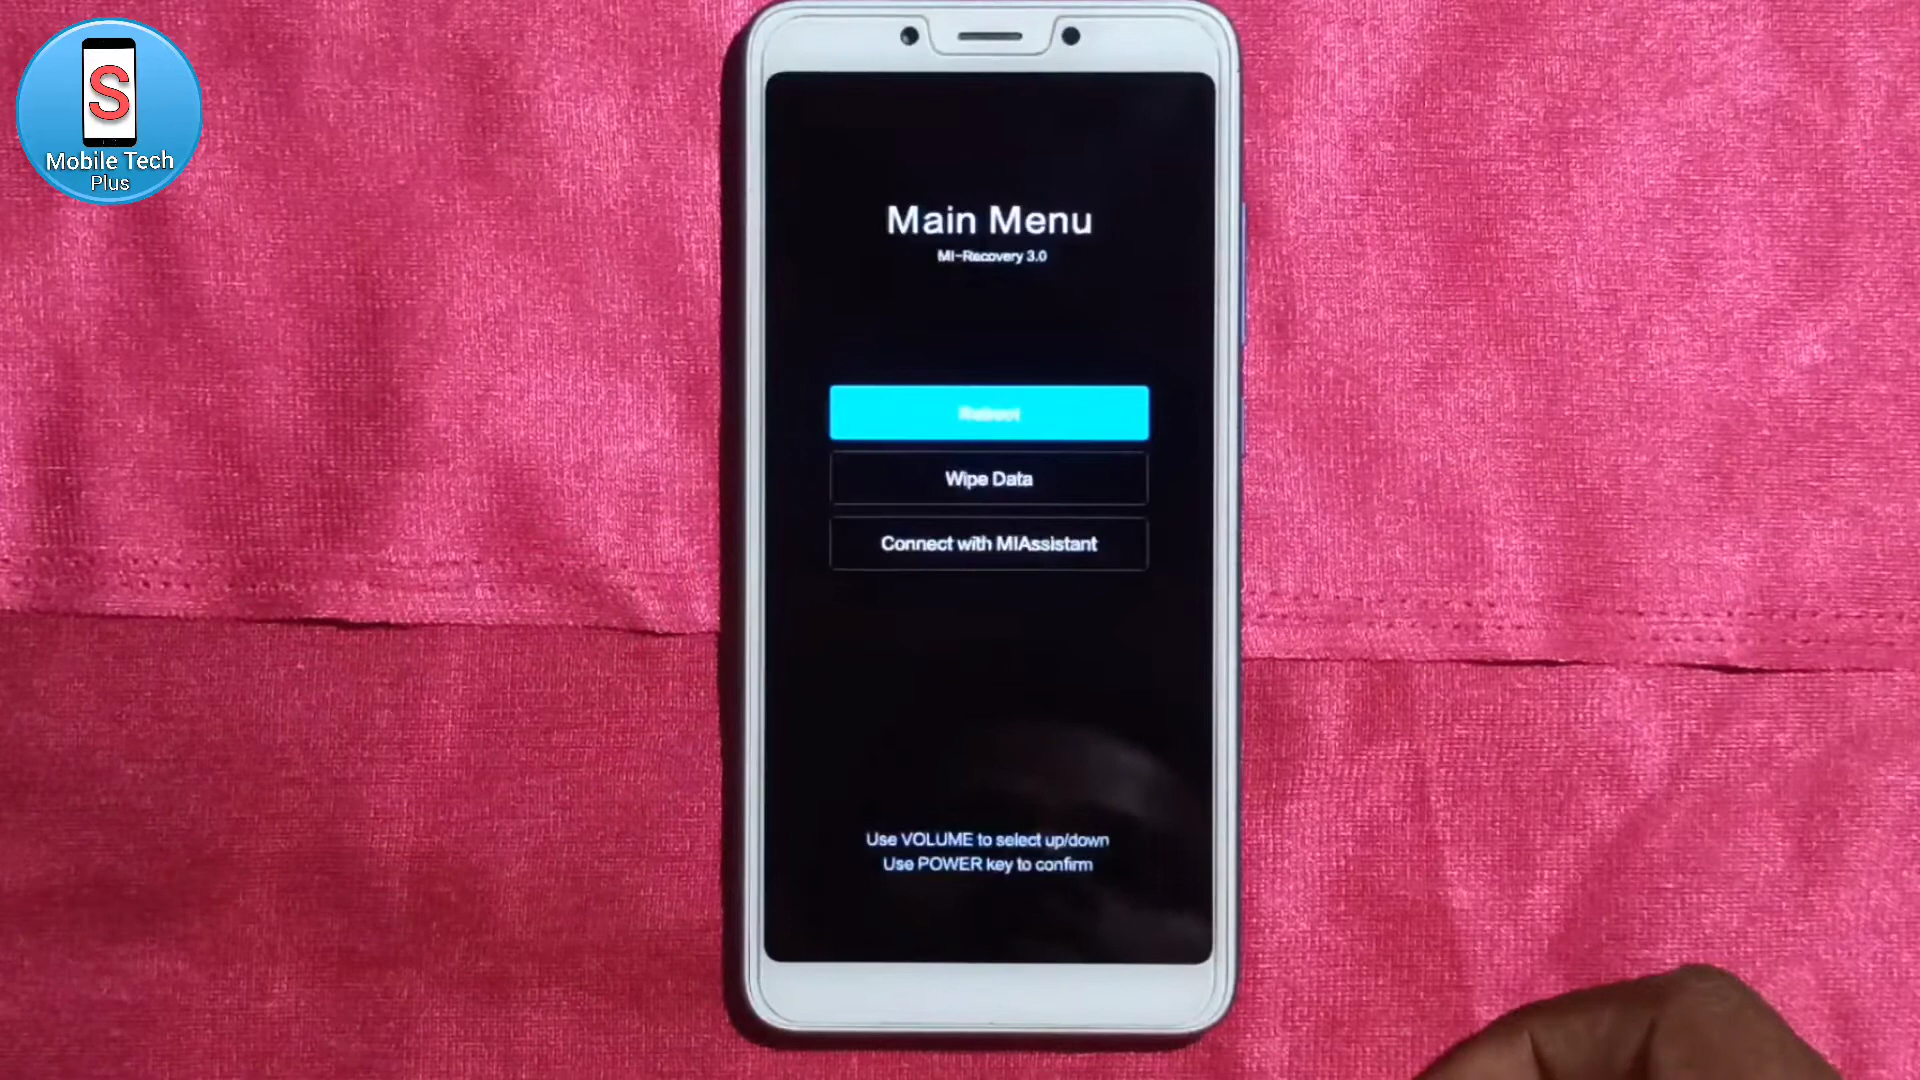 S
Mobile Tech
Plus
Main Menu
MI-Recovery 3.0
Reboot
Wipe Data
Connect with MIAssistant
Use VOLUME to select up/down
Use POWER key to confirm